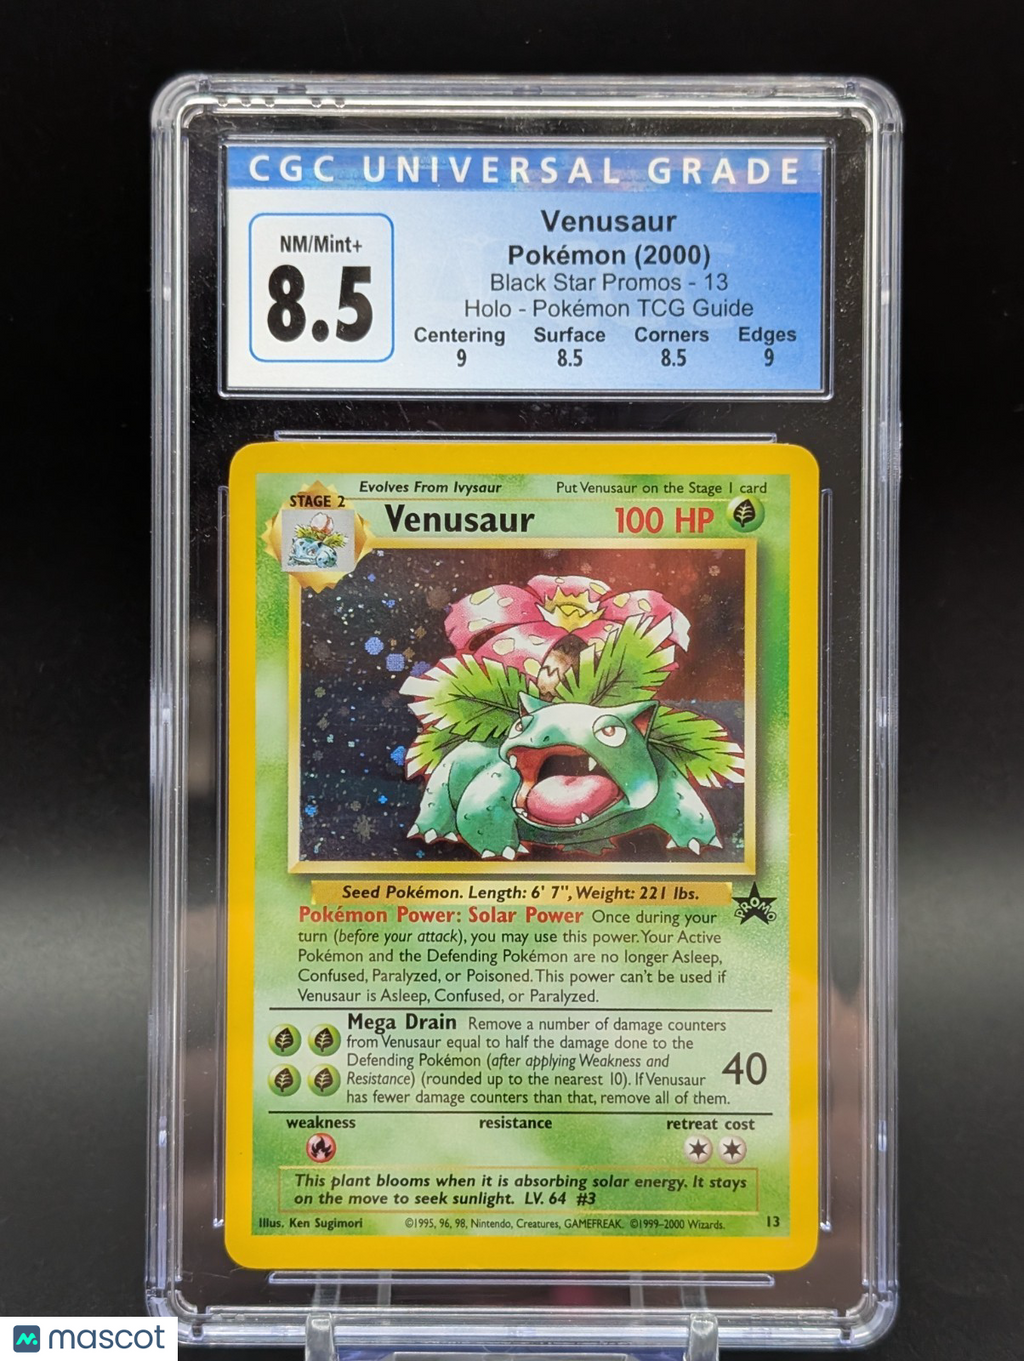 CGC UNIVERSAL GRADE
NM/Mint+
8.5
Venusaur
Pokémon (2000)
Black Star Promos - 13
Holo - Pokémon TCG Guide
Centering Surface Corners Edges
9 8.5 8.5 9
Evolves From Ivysaur Put Venusaur on the Stage 1 card
STAGE 2
Venusaur 100 HP
Seed Pokémon. Length: 6' 7", Weight: 221 lbs.
PROMO
Pokémon Power: Solar Power Once during your
turn (before your attack), you may use this power. Your Active
Pokémon and the Defending Pokémon are no longer Asleep,
Confused, Paralyzed, or Poisoned. This power can't be used if
Venusaur is Asleep, Confused, or Paralyzed.
Mega Drain Remove a number of damage counters
from Venusaur equal to half the damage done to the
Defending Pokémon (after applying Weakness and
Resistance) (rounded up to the nearest 10). If Venusaur
has fewer damage counters than that, remove all of them.
40
weakness resistance retreat cost
This plant blooms when it is absorbing solar energy. It stays
on the move to seek sunlight. LV. 64 #3
Illus. Ken Sugimori ©1995, 96, 98, Nintendo, Creatures, GAMEFREAK. ©1999-2000 Wizards. 13
mascot